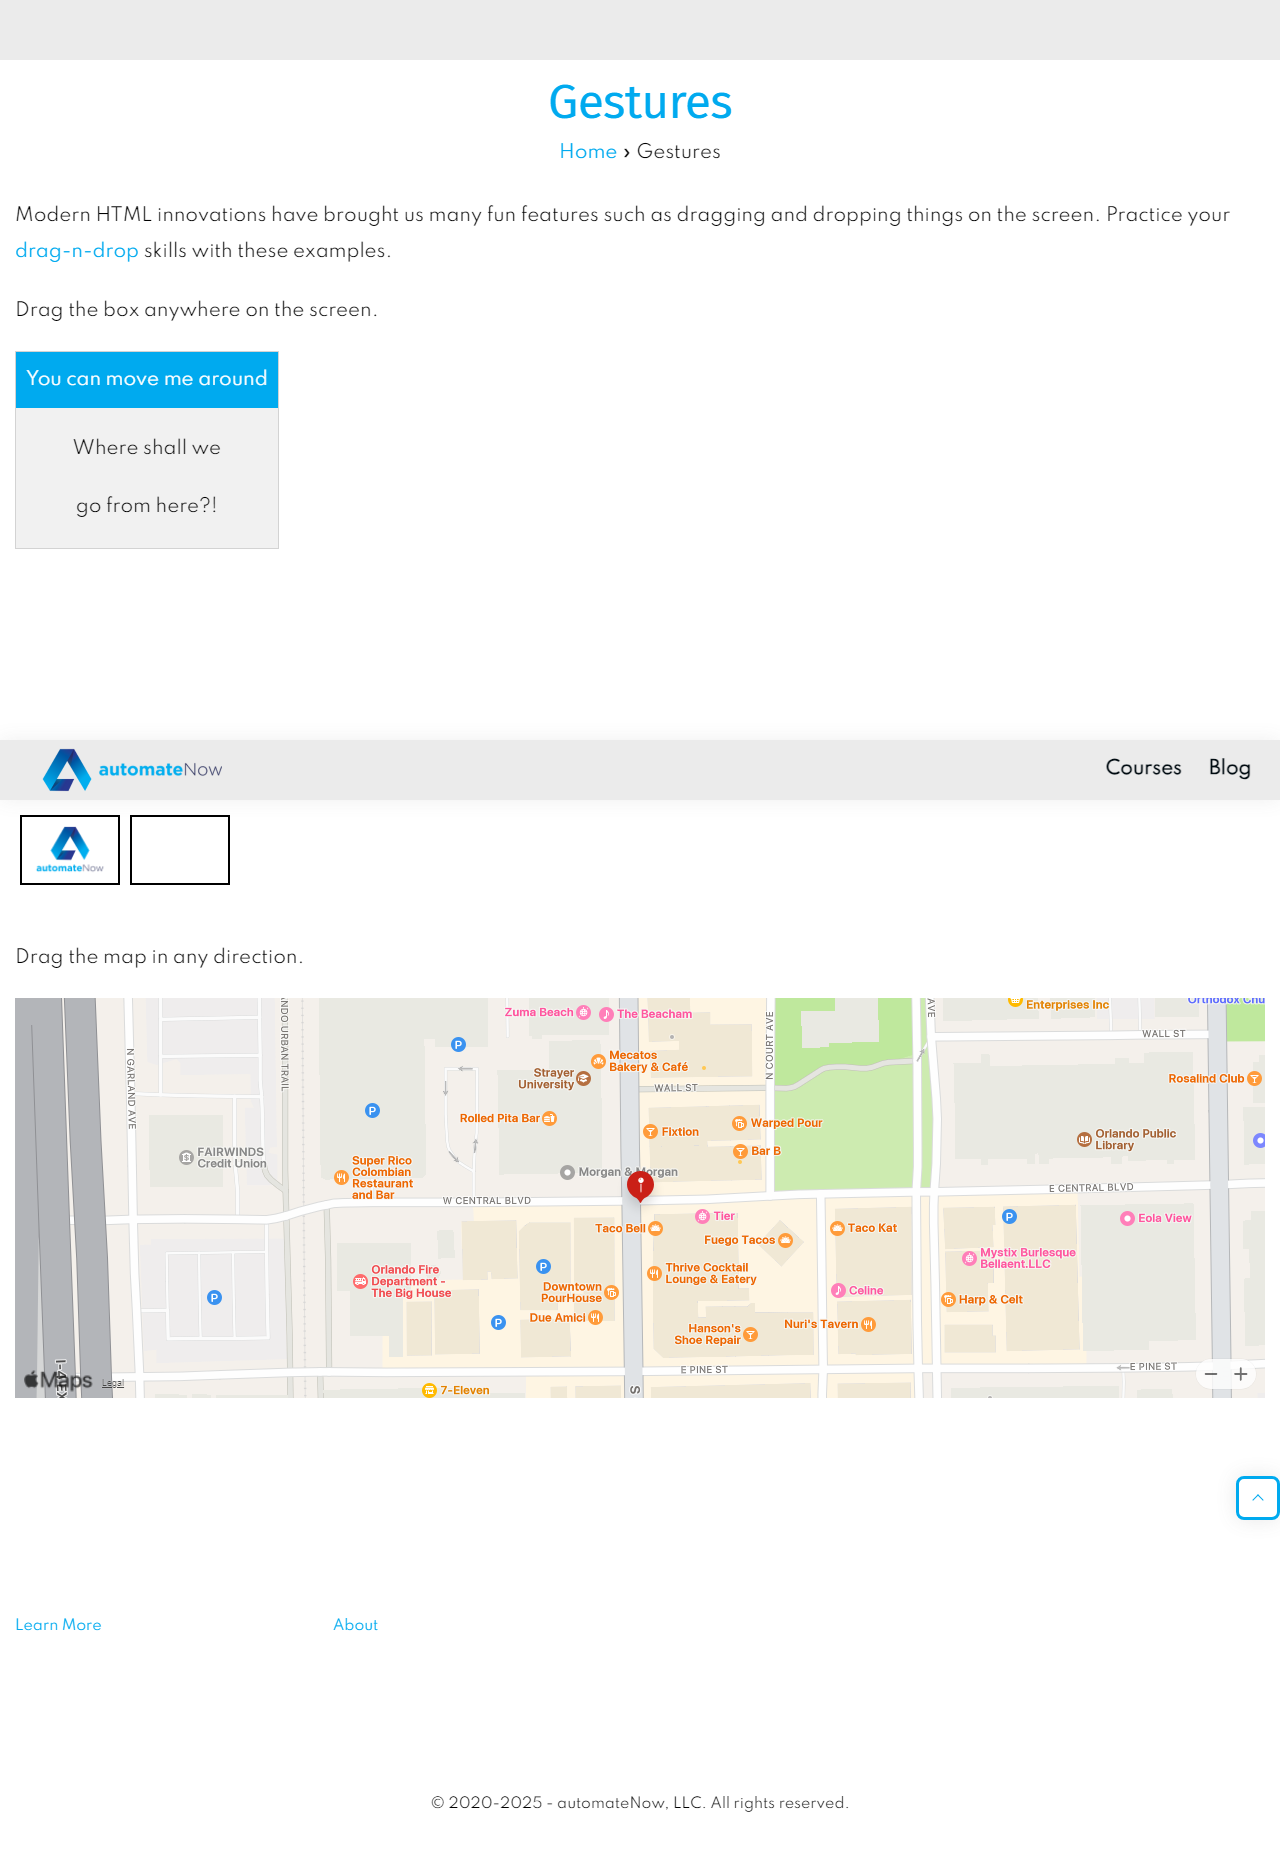 Gestures
Home › Gestures
Modern HTML innovations have brought us many fun features such as dragging and dropping things on the screen. Practice your
drag-n-drop skills with these examples.
Drag the box anywhere on the screen.
You can move me around
Where shall we
go from here?!
automateNow
Courses
Blog
automateNow
Drag the map in any direction.
Zuma Beach
The Beacham
Enterprises Inc
WALL ST
N GARLAND AVE
URBAN TRAIL
N COURT AVE
AVE
Mecatos
Bakery & Café
Strayer
University
WALL ST
Rosalind Club
Rolled Pita Bar
Fixtion
Warped Pour
Orlando Public
Library
FAIRWINDS
Credit Union
Super Rico
Colombian
Restaurant
and Bar
Morgan & Morgan
Bar B
W CENTRAL BLVD
E CENTRAL BLVD
Taco Bell
Tier
Taco Kat
Eola View
Fuego Tacos
Mystix Burlesque
Bellaent.LLC
Orlando Fire
Department -
The Big House
Thrive Cocktail
Lounge & Eatery
Downtown
PourHouse
Celine
Harp & Celt
Due Amici
Hanson's
Shoe Repair
Nuri's Tavern
E PINE ST
E PINE ST
Maps
Legal
7-Eleven
S
Learn More
About
© 2020-2025 - automateNow, LLC. All rights reserved.